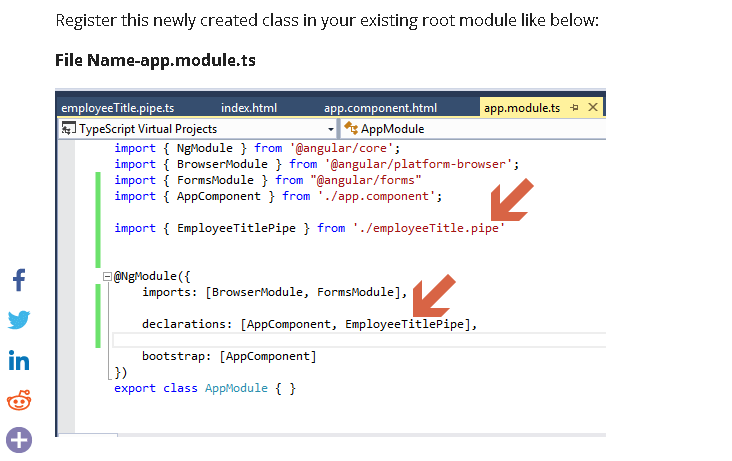 Register this newly created class in your existing root module like below:
File Name-app.module.ts
employeeTitle.pipe.ts index.html app.component.html app.module.ts
TypeScript Virtual Projects AppModule
import { NgModule } from '@angular/core';
import { BrowserModule } from '@angular/platform-browser';
import { FormsModule } from "@angular/forms"
import { AppComponent } from './app.component';
import { EmployeeTitlePipe } from './employeeTitle.pipe'
@NgModule({
imports: [BrowserModule, FormsModule],
declarations: [AppComponent, EmployeeTitlePipe],
bootstrap: [AppComponent]
})
export class AppModule { }